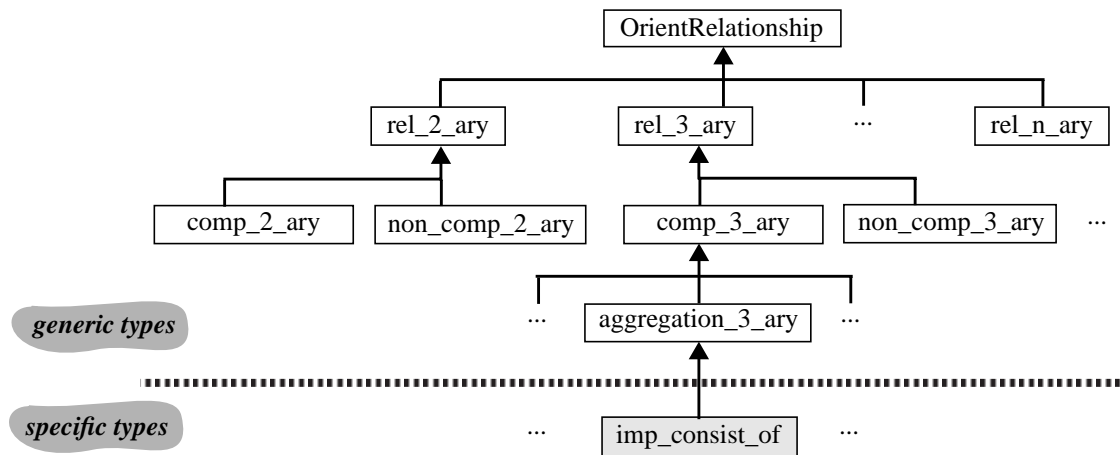 OrientRelationship
rel_2_ary rel_3_ary ... rel_n_ary
comp_2_ary non_comp_2_ary comp_3_ary non_comp_3_ary ...
generic types ... aggregation_3_ary ...
specific types ... imp_consist_of ...